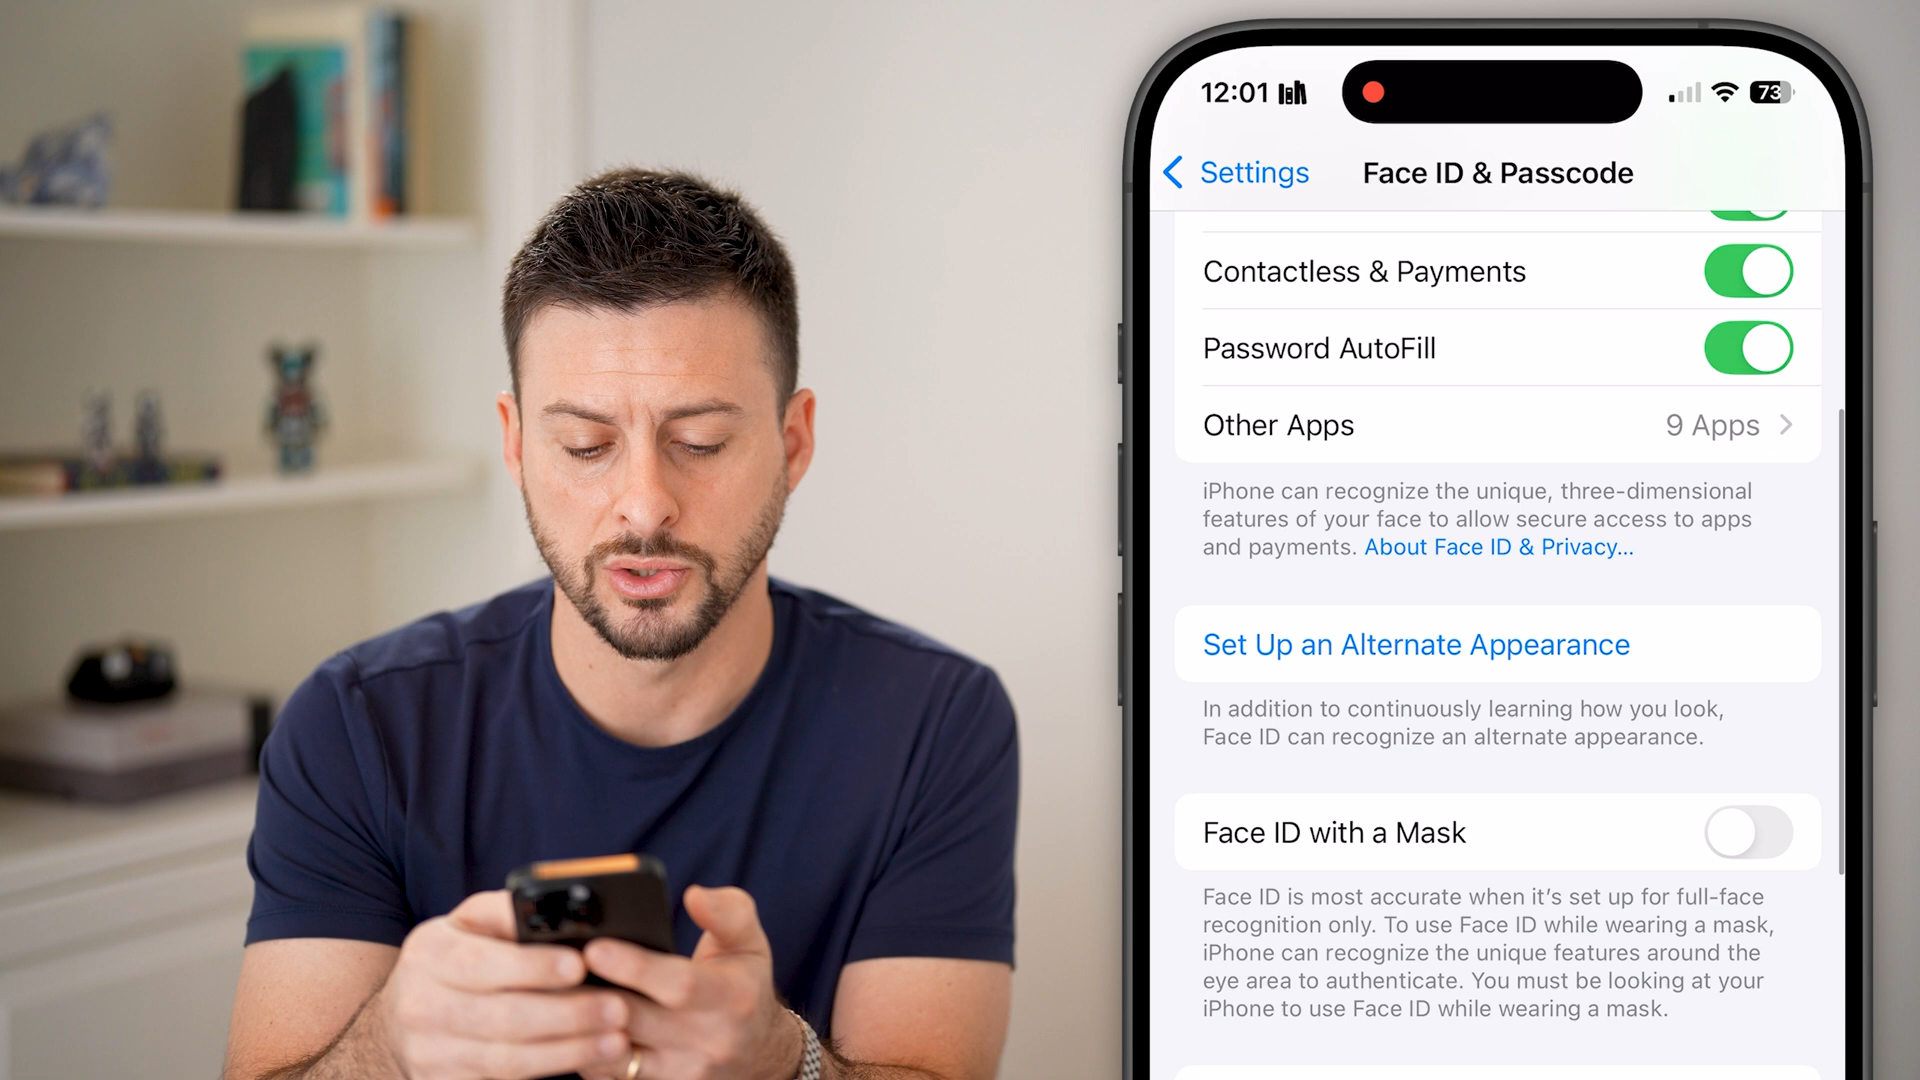 12:01
73
Settings
Face ID & Passcode
Contactless & Payments
Password AutoFill
Other Apps
9 Apps
iPhone can recognize the unique, three-dimensional
features of your face to allow secure access to apps
and payments. About Face ID & Privacy...
Set Up an Alternate Appearance
In addition to continuously learning how you look,
Face ID can recognize an alternate appearance.
Face ID with a Mask
Face ID is most accurate when it’s set up for full-face
recognition only. To use Face ID while wearing a mask,
iPhone can recognize the unique features around the
eye area to authenticate. You must be looking at your
iPhone to use Face ID while wearing a mask.